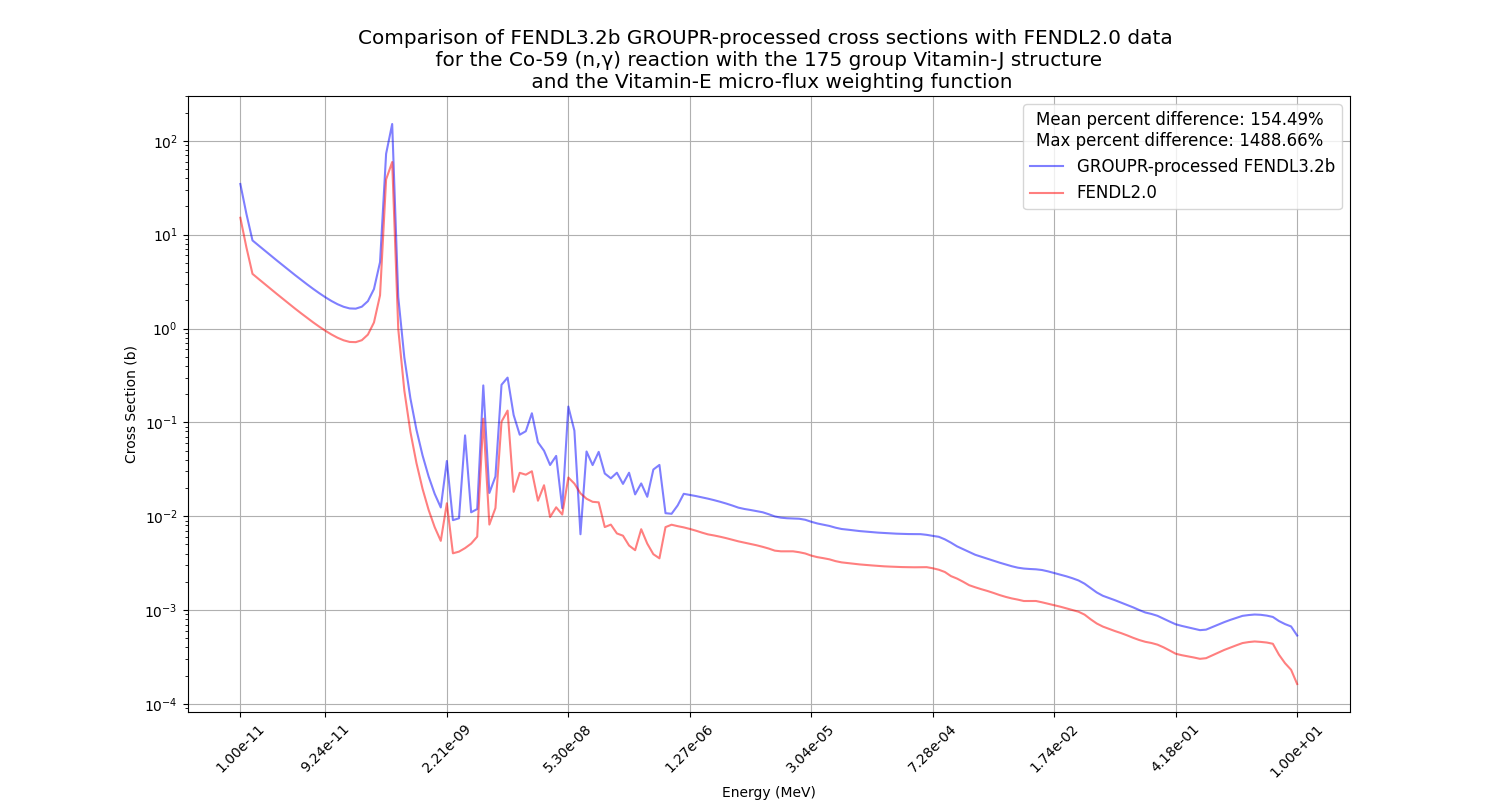 Comparison of FENDL3.2b GROUPR-processed cross sections with FENDL2.0 data
for the Co-59 (n,γ) reaction with the 175 group Vitamin-J structure
and the Vitamin-E micro-flux weighting function
Mean percent difference: 154.49%
Max percent difference: 1488.66%
GROUPR-processed FENDL3.2b
FENDL2.0
Cross Section (b)
10²
10¹
10⁰
10⁻¹
10⁻²
10⁻³
10⁻⁴
1.00e-11
9.24e-11
2.21e-09
5.30e-08
1.27e-06
3.04e-05
7.28e-04
1.74e-02
4.18e-01
1.00e+01
Energy (MeV)